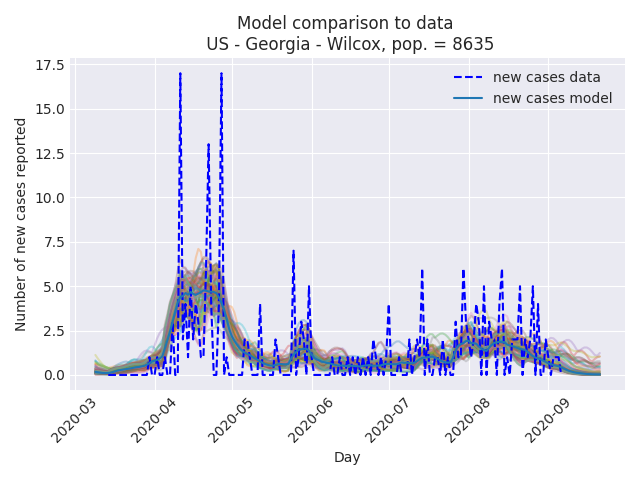 Model comparison to data
US - Georgia - Wilcox, pop. = 8635
new cases data
new cases model
Number of new cases reported
17.5
15.0
12.5
10.0
7.5
5.0
2.5
0.0
2020-03
2020-04
2020-05
2020-06
2020-07
2020-08
2020-09
Day